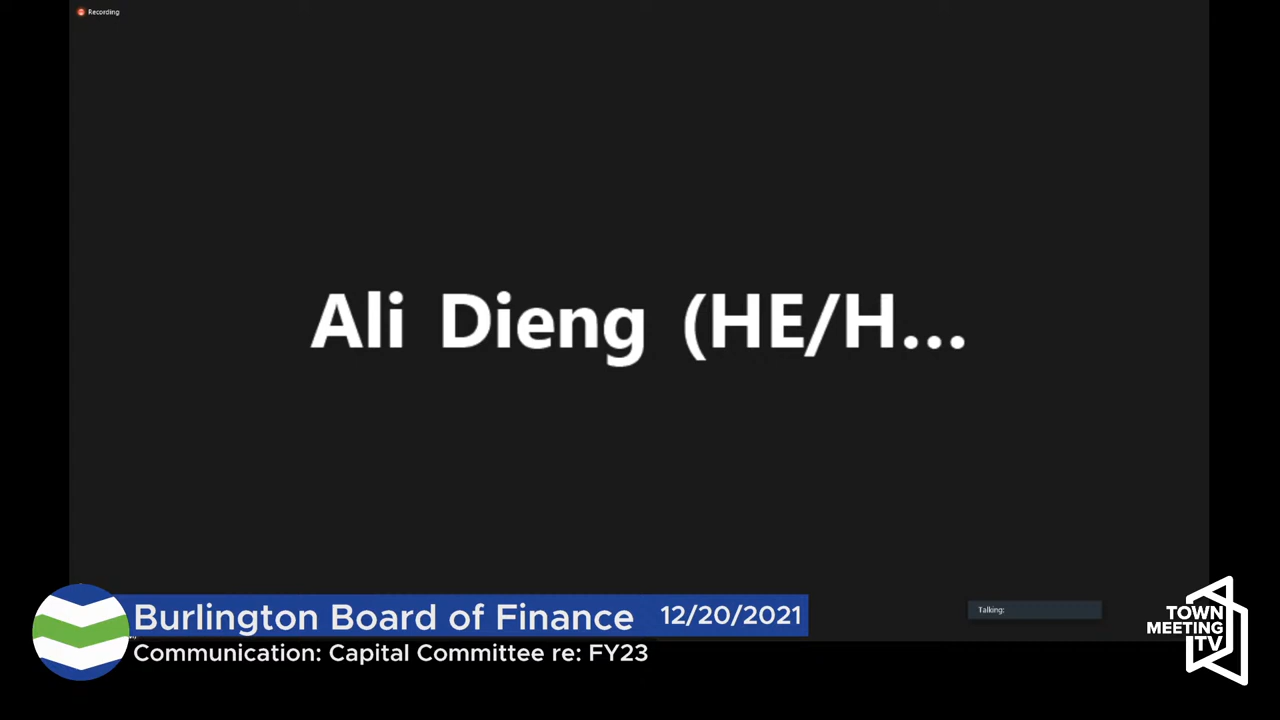 Recording
Ali Dieng (HE/H...
Burlington Board of Finance 12/20/2021
Talking:
Communication: Capital Committee re: FY23
TOWN
MEETING
TV